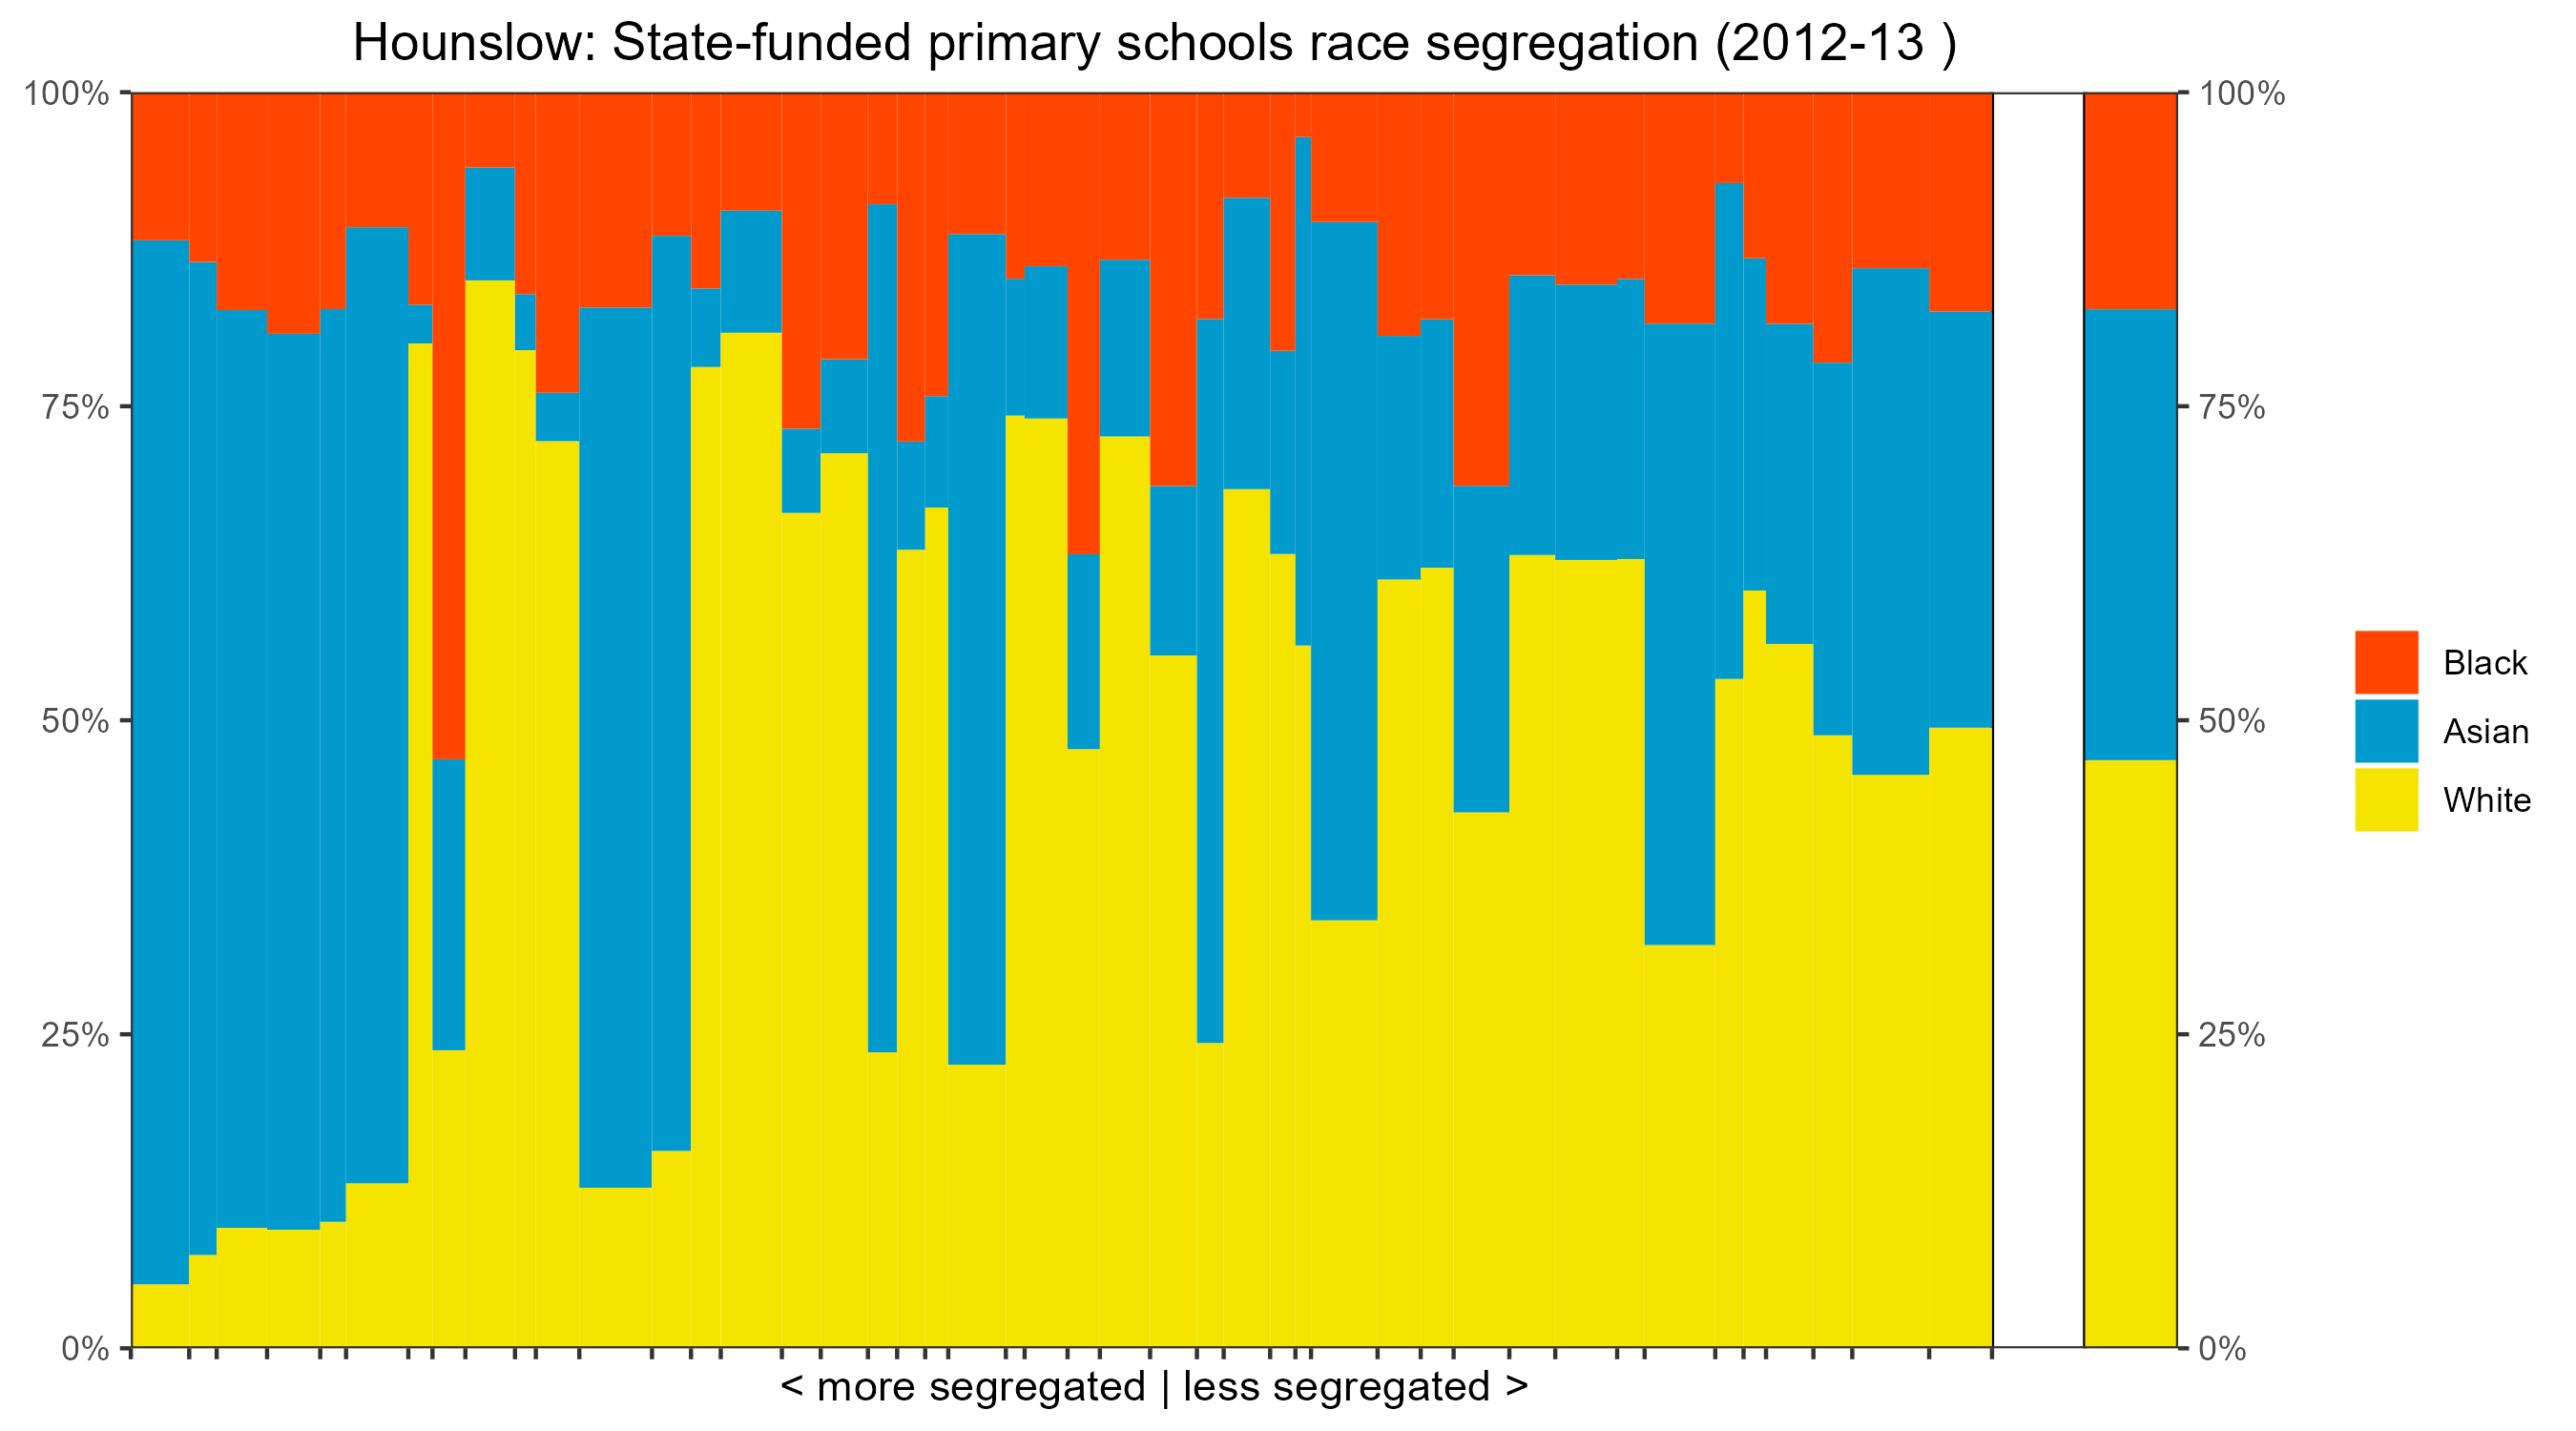 Hounslow: State-funded primary schools race segregation (2012-13 )
100%
75%
50%
25%
0%
100%
75%
50%
25%
0%
Black
Asian
White
< more segregated | less segregated >